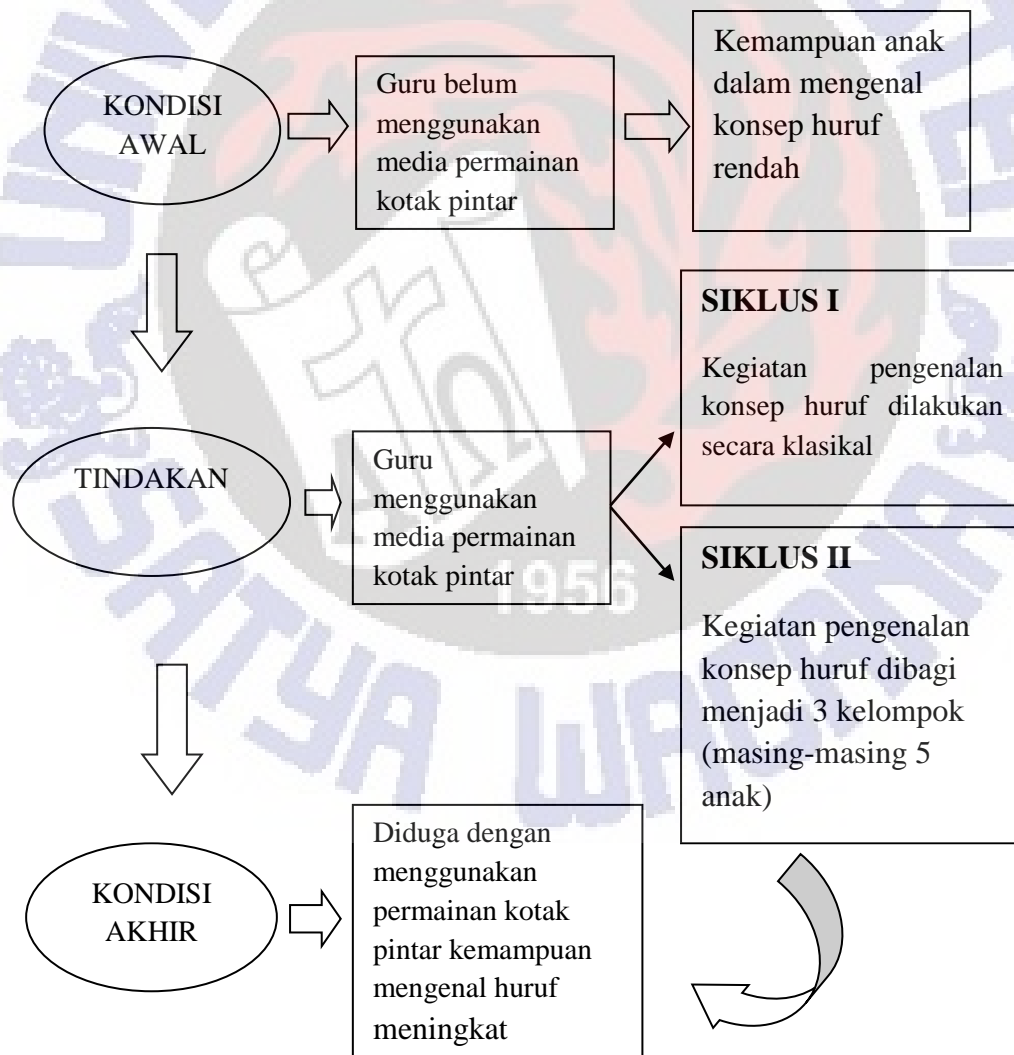 KONDISI
AWAL
Guru belum
menggunakan
media permainan
kotak pintar
Kemampuan anak
dalam mengenal
konsep huruf
rendah
TINDAKAN
Guru
menggunakan
media permainan
kotak pintar
SIKLUS I
Kegiatan pengenalan
konsep huruf dilakukan
secara klasikal
SIKLUS II
Kegiatan pengenalan
konsep huruf dibagi
menjadi 3 kelompok
(masing-masing 5
anak)
KONDISI
AKHIR
Diduga dengan
menggunakan
permainan kotak
pintar kemampuan
mengenal huruf
meningkat
1956
SATYA WACANA